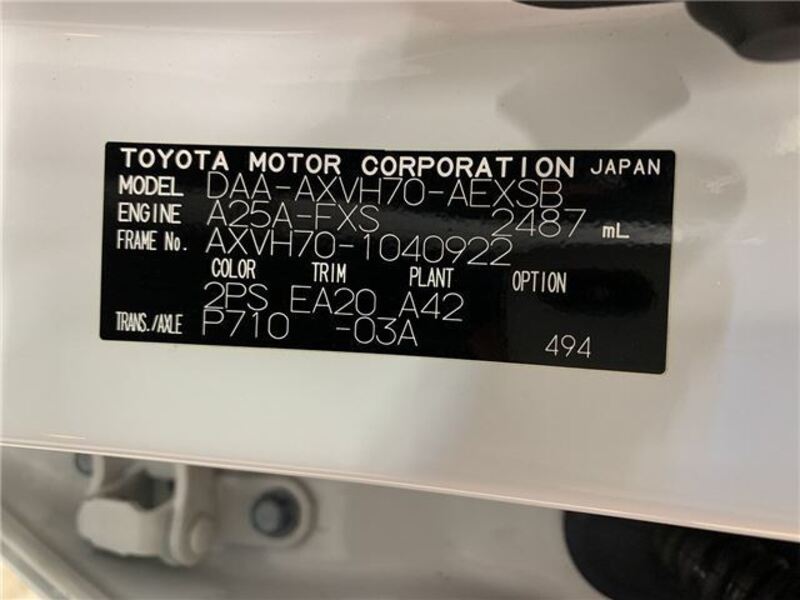 TOYOTA MOTOR CORPORATION JAPAN
MODEL DAA-AXVH70-AEXSB
ENGINE A25A-FXS 2487 mL
FRAME No. AXVH70-1040922
COLOR TRIM PLANT OPTION
2PS EA20 A42
TRANS./AXLE P710 -03A 494